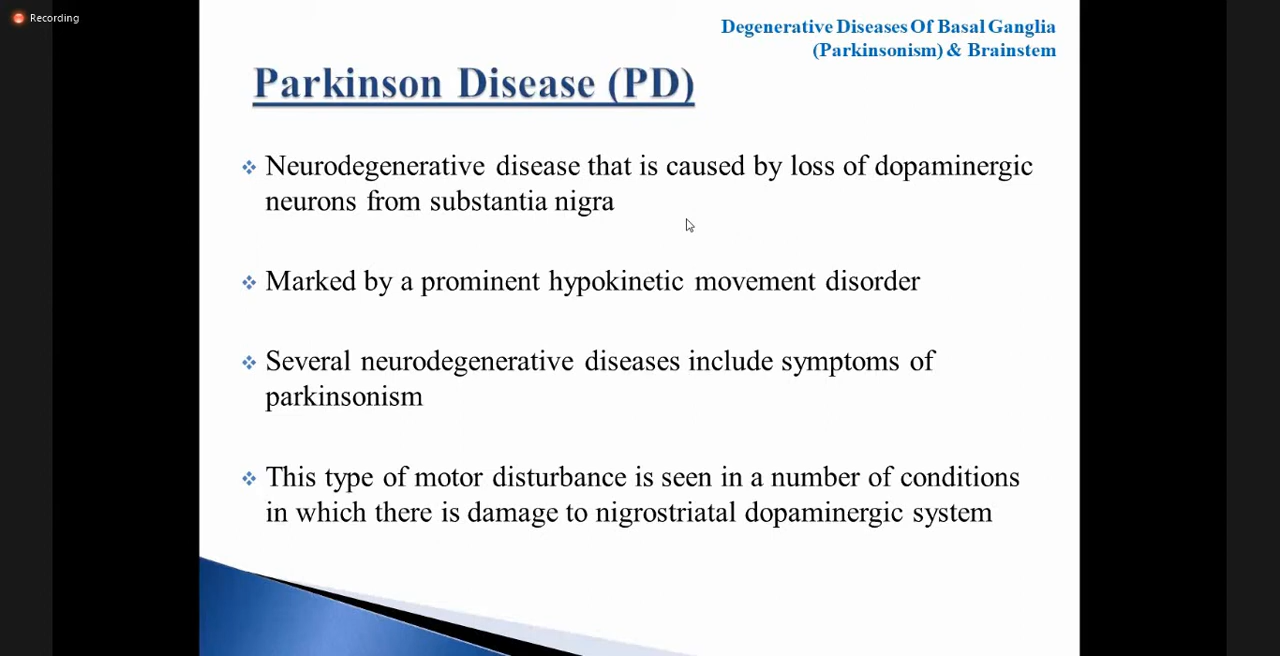 Recording
Degenerative Diseases Of Basal Ganglia
(Parkinsonism) & Brainstem
Parkinson Disease (PD)
Neurodegenerative disease that is caused by loss of dopaminergic
neurons from substantia nigra
Marked by a prominent hypokinetic movement disorder
Several neurodegenerative diseases include symptoms of
parkinsonism
This type of motor disturbance is seen in a number of conditions
in which there is damage to nigrostriatal dopaminergic system